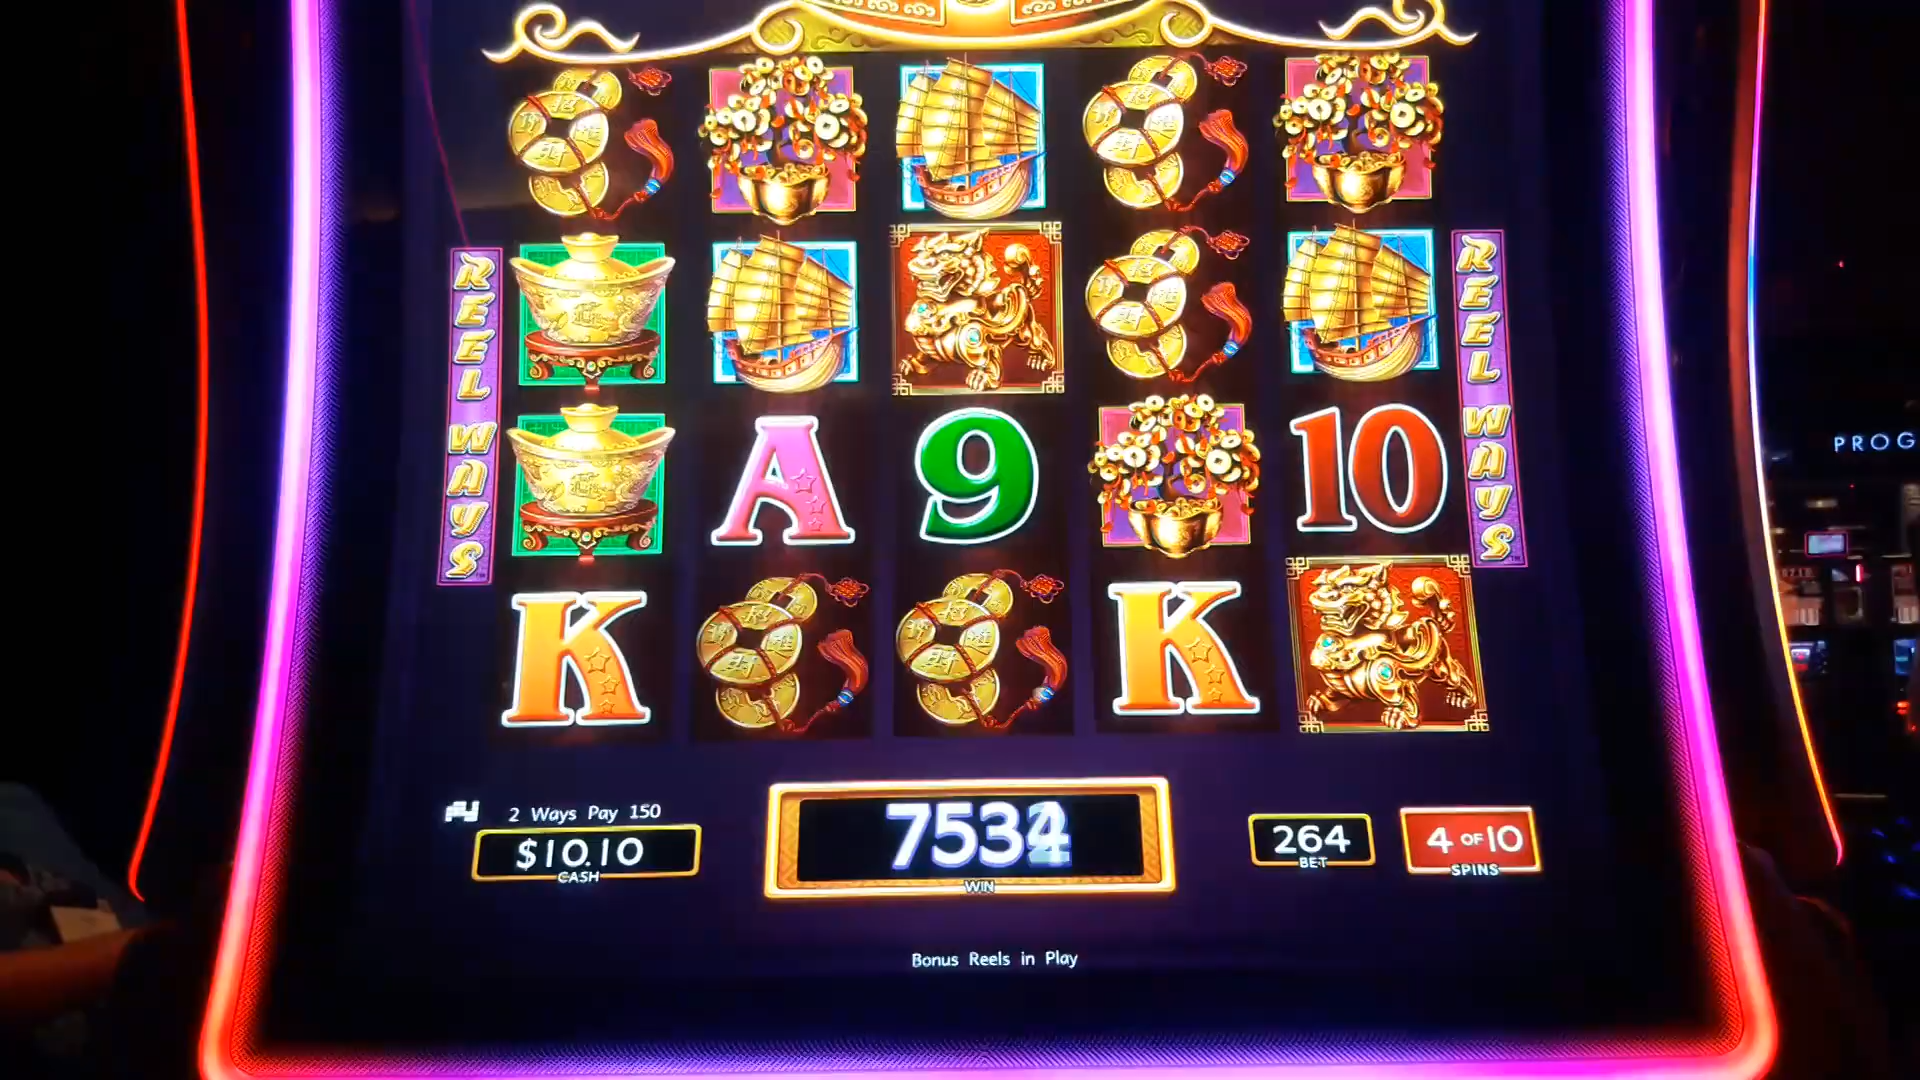 REEL WAYS
REEL WAYS
A
9
10
K
K
2 Ways Pay 150
$10.10
CASH
WIN
264
BET
4 OF 10
SPINS
Bonus Reels in Play
PROG